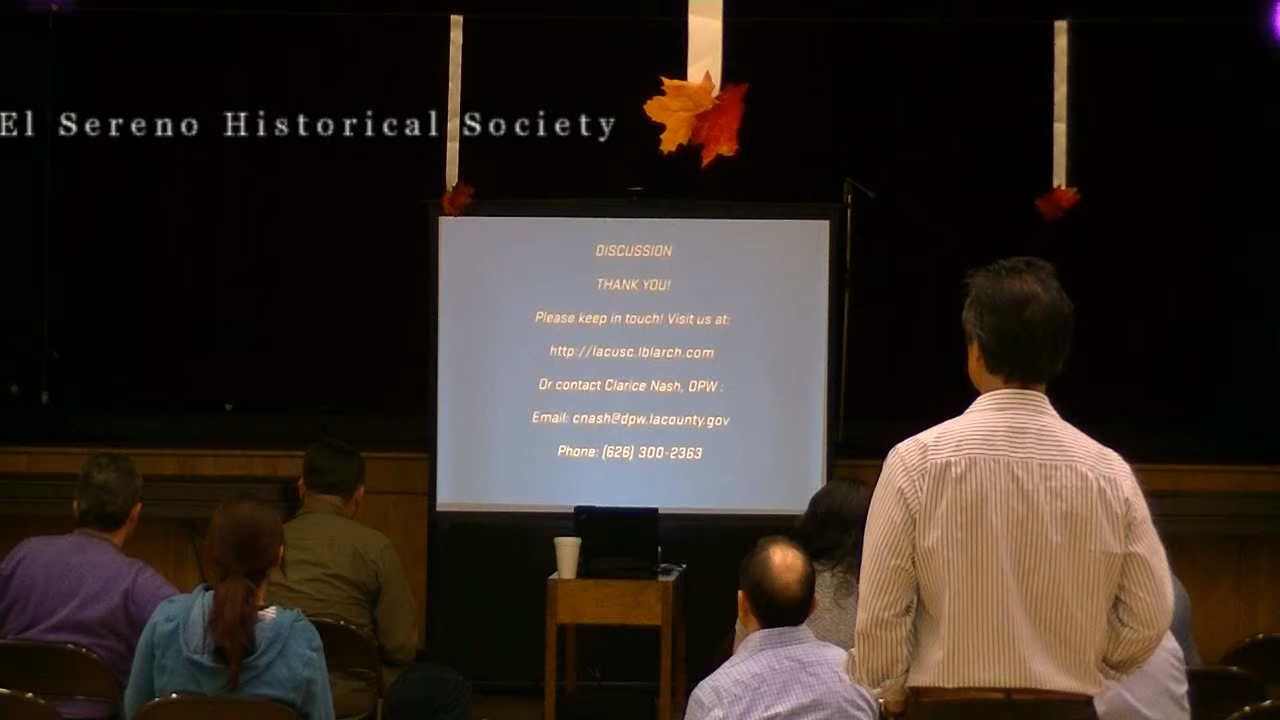 El Sereno Historical Society
DISCUSSION
THANK YOU!
Please keep in touch! Visit us at:
http://lacusc.lblarch.com
Or contact Clarice Nash, DPW :
Email: cnash@dpw.lacounty.gov
Phone: (626) 300-2363